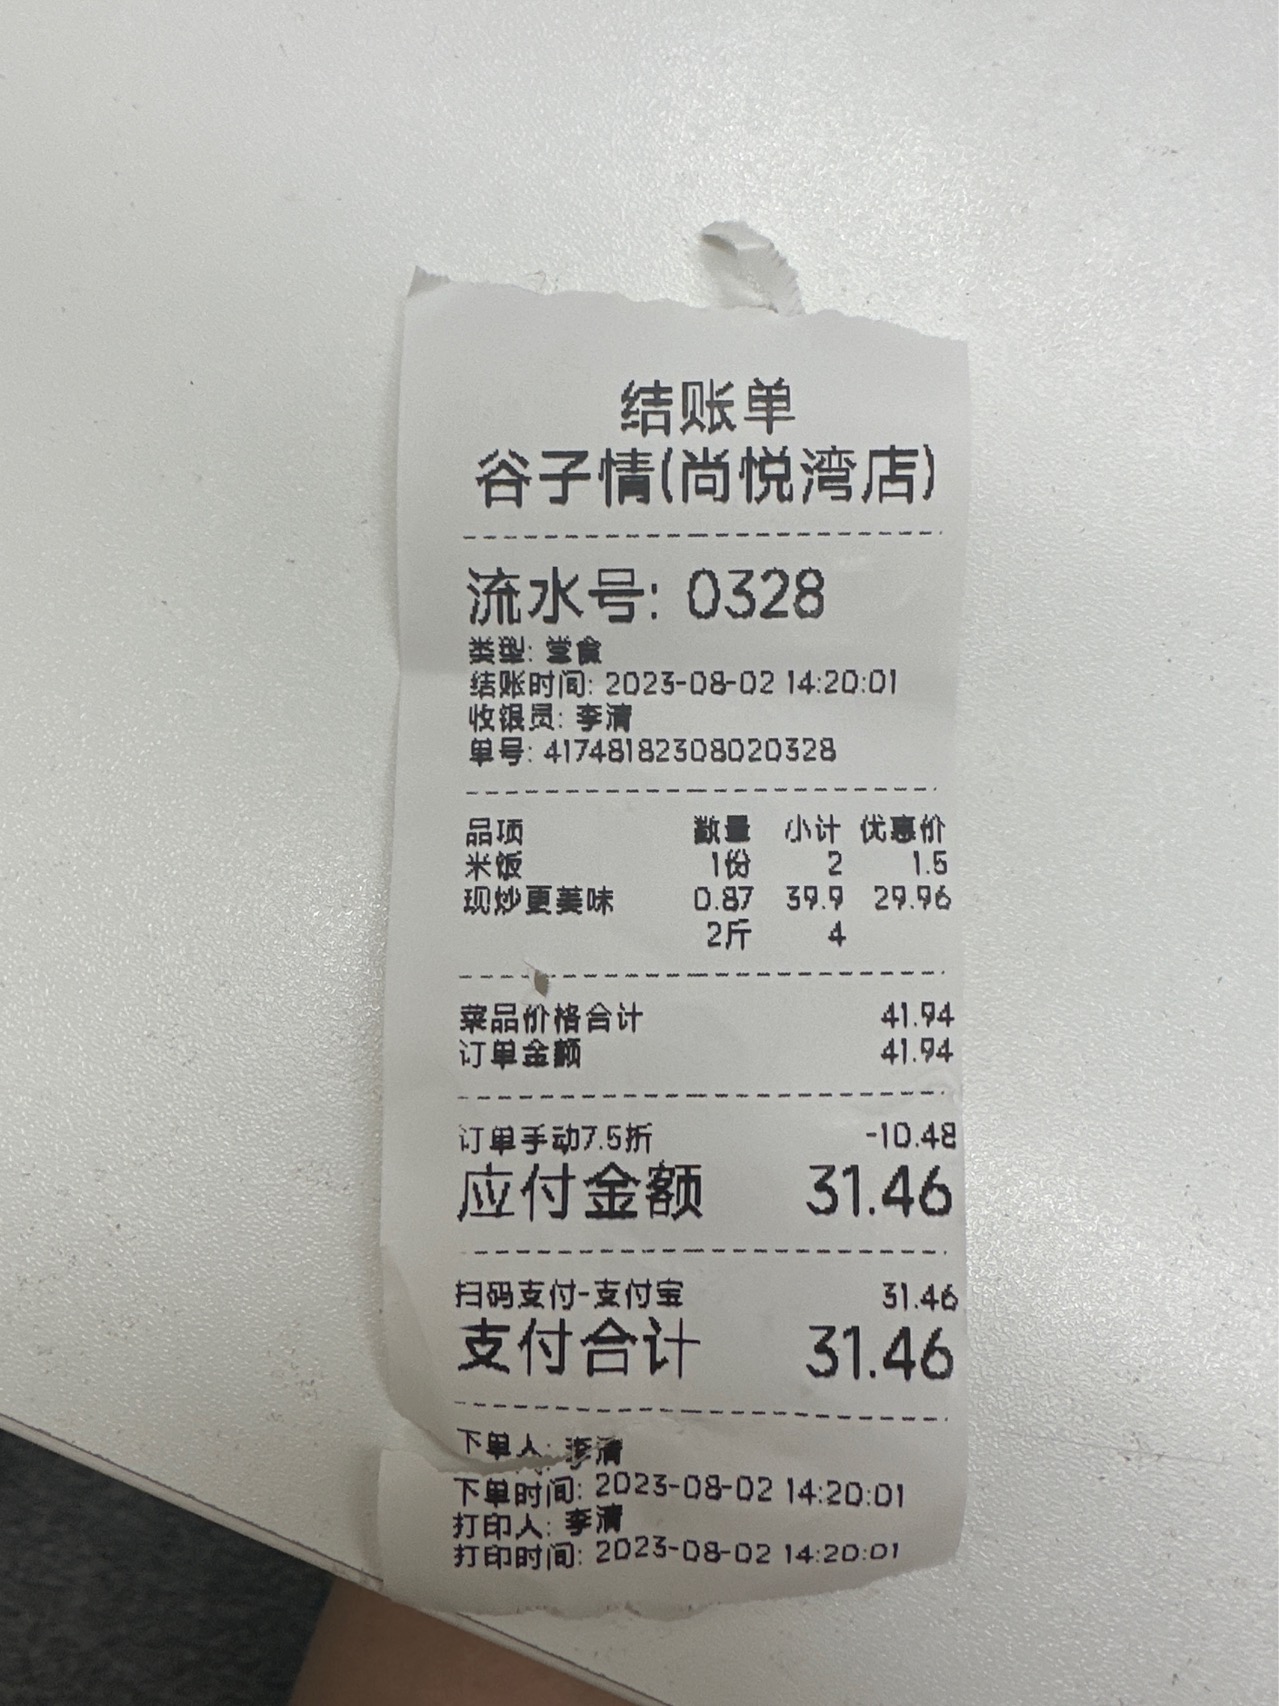 结账单
谷子情(尚悦湾店)
流水号: 0328
类型: 堂食
结账时间: 2023-08-02 14:20:01
收银员: 李清
单号: 41748182308020328
品项 数量 小计 优惠价
米饭 1份 2 1.5
现炒更美味 0.87 39.9 29.96
2斤 4
菜品价格合计 41.94
订单金额 41.94
订单手动7.5折 -10.48
应付金额 31.46
扫码支付-支付宝 31.46
支付合计 31.46
下单人: 李清
下单时间: 2023-08-02 14:20:01
打印人: 李清
打印时间: 2023-08-02 14:20:01